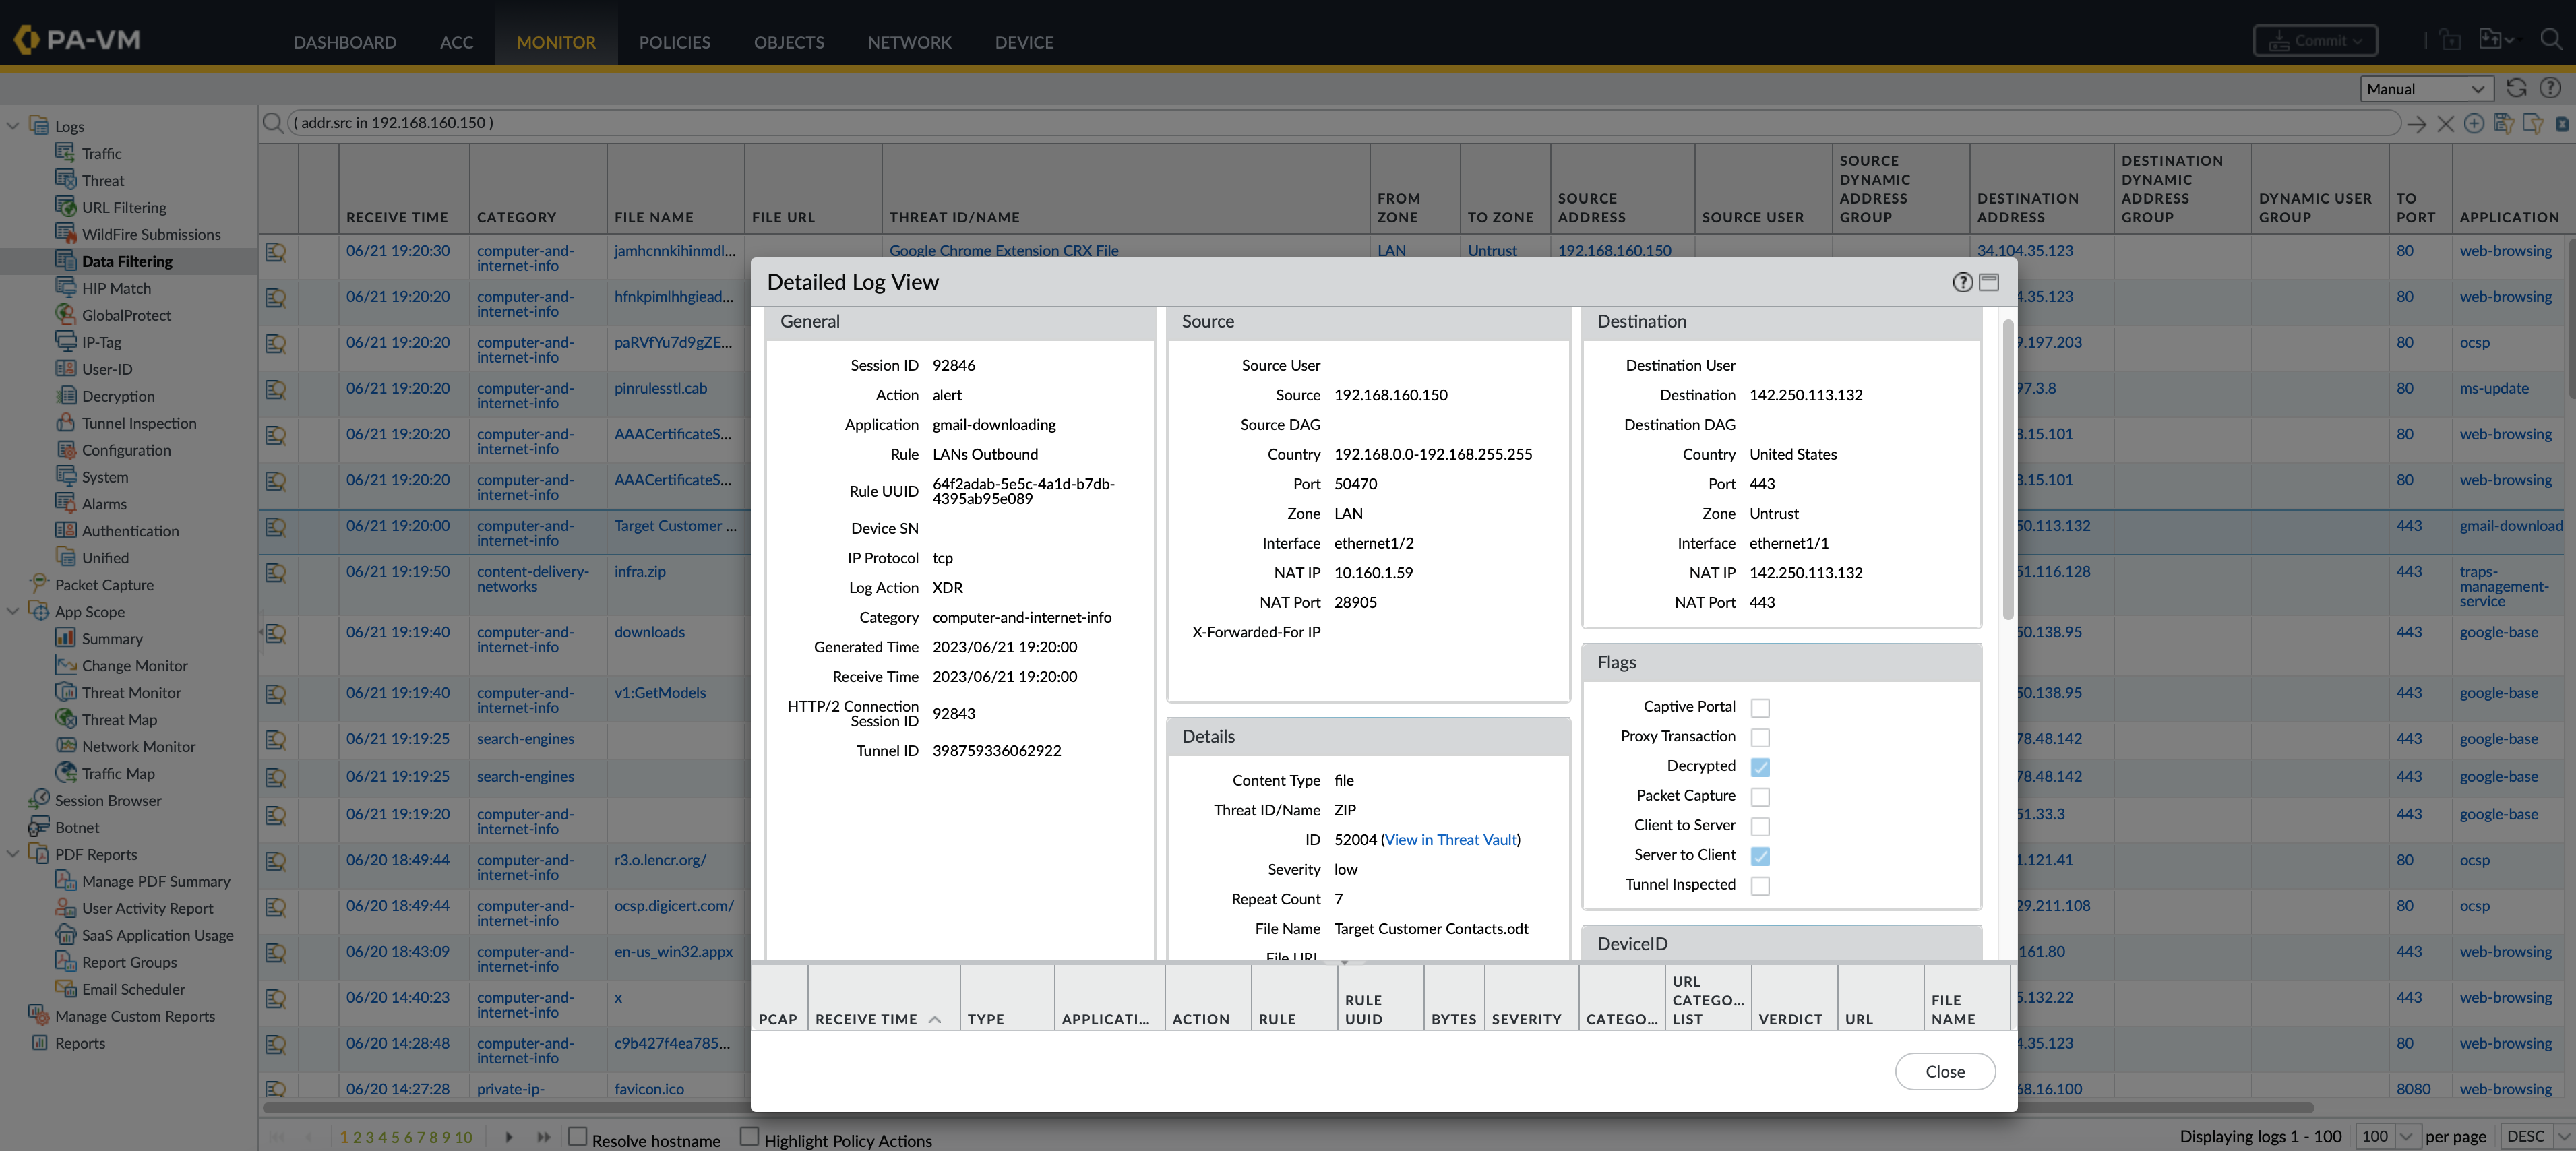 PA-VM
DASHBOARD ACC MONITOR POLICIES OBJECTS NETWORK DEVICE
Commit
Manual
Logs
Traffic
Threat
URL Filtering
WildFire Submissions
Data Filtering
HIP Match
GlobalProtect
IP-Tag
User-ID
Decryption
Tunnel Inspection
Configuration
System
Alarms
Authentication
Unified
Packet Capture
App Scope
Summary
Change Monitor
Threat Monitor
Threat Map
Network Monitor
Traffic Map
Session Browser
Botnet
PDF Reports
Manage PDF Summary
User Activity Report
SaaS Application Usage
Report Groups
Email Scheduler
Manage Custom Reports
Reports
( addr.src in 192.168.160.150 )
RECEIVE TIME CATEGORY FILE NAME FILE URL THREAT ID/NAME FROM ZONE TO ZONE SOURCE ADDRESS SOURCE USER SOURCE DYNAMIC ADDRESS GROUP DESTINATION ADDRESS DESTINATION DYNAMIC ADDRESS GROUP DYNAMIC USER GROUP TO PORT APPLICATION
06/21 19:20:30 computer-and-internet-info jamhcnnkihinmdl... Google Chrome Extension CRX File LAN Untrust 192.168.160.150 34.104.35.123 80 web-browsing
06/21 19:20:20 computer-and-internet-info hfnkpimlhhgiead... 4.35.123 80 web-browsing
06/21 19:20:20 computer-and-internet-info paRVfYu7d9gZE... 9.197.203 80 ocsp
06/21 19:20:20 computer-and-internet-info pinrulesstl.cab 97.3.8 80 ms-update
06/21 19:20:20 computer-and-internet-info AAACertificateS... 8.15.101 80 web-browsing
06/21 19:20:20 computer-and-internet-info AAACertificateS... 8.15.101 80 web-browsing
06/21 19:20:00 computer-and-internet-info Target Customer ... 50.113.132 443 gmail-download
06/21 19:19:50 content-delivery-networks infra.zip 51.116.128 443 traps-management-service
06/21 19:19:40 computer-and-internet-info downloads 50.138.95 443 google-base
06/21 19:19:40 computer-and-internet-info v1:GetModels 50.138.95 443 google-base
06/21 19:19:25 search-engines 78.48.142 443 google-base
06/21 19:19:25 search-engines 78.48.142 443 google-base
06/21 19:19:20 computer-and-internet-info 51.33.3 443 google-base
06/20 18:49:44 computer-and-internet-info r3.o.lencr.org/ 1.121.41 80 ocsp
06/20 18:49:44 computer-and-internet-info ocsp.digicert.com/ 29.211.108 80 ocsp
06/20 18:43:09 computer-and-internet-info en-us_win32.appx 161.80 443 web-browsing
06/20 14:40:23 computer-and-internet-info x 5.132.22 443 web-browsing
06/20 14:28:48 computer-and-internet-info c9b427f4ea785... 4.35.123 80 web-browsing
06/20 14:27:28 private-ip- favicon.ico 68.16.100 8080 web-browsing
Detailed Log View
General
Session ID 92846
Action alert
Application gmail-downloading
Rule LANs Outbound
Rule UUID 64f2adab-5e5c-4a1d-b7db-
4395ab95e089
Device SN
IP Protocol tcp
Log Action XDR
Category computer-and-internet-info
Generated Time 2023/06/21 19:20:00
Receive Time 2023/06/21 19:20:00
HTTP/2 Connection Session ID 92843
Tunnel ID 398759336062922
Source
Source User
Source 192.168.160.150
Source DAG
Country 192.168.0.0-192.168.255.255
Port 50470
Zone LAN
Interface ethernet1/2
NAT IP 10.160.1.59
NAT Port 28905
X-Forwarded-For IP
Details
Content Type file
Threat ID/Name ZIP
ID 52004 (View in Threat Vault)
Severity low
Repeat Count 7
File Name Target Customer Contacts.odt
File URL
Destination
Destination User
Destination 142.250.113.132
Destination DAG
Country United States
Port 443
Zone Untrust
Interface ethernet1/1
NAT IP 142.250.113.132
NAT Port 443
Flags
Captive Portal
Proxy Transaction
Decrypted
Packet Capture
Client to Server
Server to Client
Tunnel Inspected
DeviceID
PCAP RECEIVE TIME TYPE APPLICATI... ACTION RULE RULE UUID BYTES SEVERITY CATEGO... URL CATEGO... LIST VERDICT URL FILE NAME
Close
1 2 3 4 5 6 7 8 9 10 Resolve hostname Highlight Policy Actions
Displaying logs 1 - 100 100 per page DESC